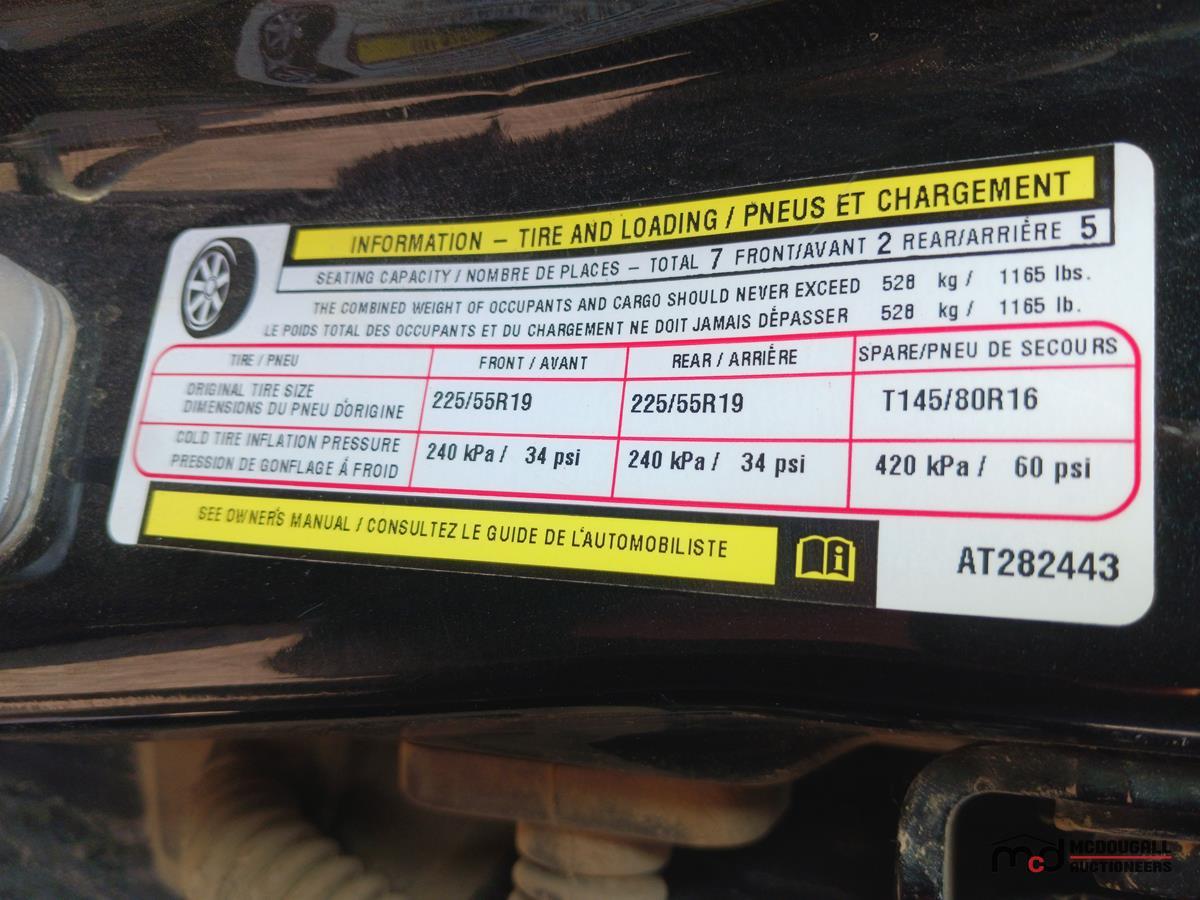 INFORMATION – TIRE AND LOADING / PNEUS ET CHARGEMENT
SEATING CAPACITY / NOMBRE DE PLACES – TOTAL 7 FRONT/AVANT 2 REAR/ARRIÈRE 5
THE COMBINED WEIGHT OF OCCUPANTS AND CARGO SHOULD NEVER EXCEED 528 kg / 1165 lbs.
LE POIDS TOTAL DES OCCUPANTS ET DU CHARGEMENT NE DOIT JAMAIS DÉPASSER 528 kg / 1165 lb.
TIRE / PNEU FRONT / AVANT REAR / ARRIÈRE SPARE/PNEU DE SECOURS
ORIGINAL TIRE SIZE
DIMENSIONS DU PNEU D'ORIGINE 225/55R19 225/55R19 T145/80R16
COLD TIRE INFLATION PRESSURE
PRESSION DE GONFLAGE À FROID 240 kPa / 34 psi 240 kPa / 34 psi 420 kPa / 60 psi
SEE OWNER'S MANUAL / CONSULTEZ LE GUIDE DE L'AUTOMOBILISTE
AT282443
mcd MCDOUGALL
AUCTIONEERS